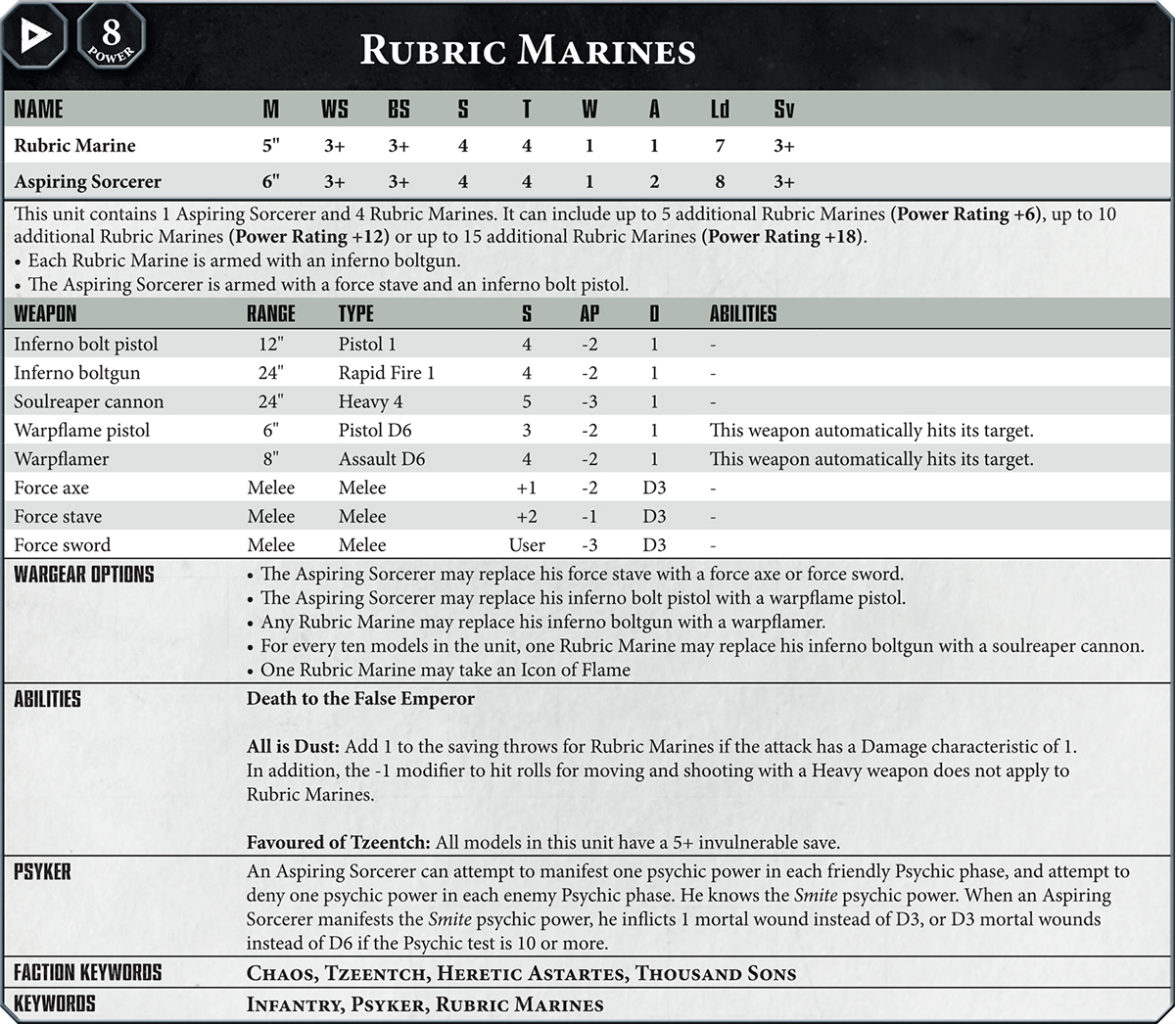 8
POWER
RUBRIC MARINES
NAME M WS BS S T W A Ld Sv
Rubric Marine 5" 3+ 3+ 4 4 1 1 7 3+
Aspiring Sorcerer 6" 3+ 3+ 4 4 1 2 8 3+
This unit contains 1 Aspiring Sorcerer and 4 Rubric Marines. It can include up to 5 additional Rubric Marines (Power Rating +6), up to 10
additional Rubric Marines (Power Rating +12) or up to 15 additional Rubric Marines (Power Rating +18).
• Each Rubric Marine is armed with an inferno boltgun.
• The Aspiring Sorcerer is armed with a force stave and an inferno bolt pistol.
WEAPON RANGE TYPE S AP D ABILITIES
Inferno bolt pistol 12" Pistol 1 4 -2 1 -
Inferno boltgun 24" Rapid Fire 1 4 -2 1 -
Soulreaper cannon 24" Heavy 4 5 -3 1 -
Warpflame pistol 6" Pistol D6 3 -2 1 This weapon automatically hits its target.
Warpflamer 8" Assault D6 4 -2 1 This weapon automatically hits its target.
Force axe Melee Melee +1 -2 D3 -
Force stave Melee Melee +2 -1 D3 -
Force sword Melee Melee User -3 D3 -
WARGEAR OPTIONS • The Aspiring Sorcerer may replace his force stave with a force axe or force sword.
• The Aspiring Sorcerer may replace his inferno bolt pistol with a warpflame pistol.
• Any Rubric Marine may replace his inferno boltgun with a warpflamer.
• For every ten models in the unit, one Rubric Marine may replace his inferno boltgun with a soulreaper cannon.
• One Rubric Marine may take an Icon of Flame
ABILITIES Death to the False Emperor
All is Dust: Add 1 to the saving throws for Rubric Marines if the attack has a Damage characteristic of 1.
In addition, the -1 modifier to hit rolls for moving and shooting with a Heavy weapon does not apply to
Rubric Marines.
Favoured of Tzeentch: All models in this unit have a 5+ invulnerable save.
PSYKER An Aspiring Sorcerer can attempt to manifest one psychic power in each friendly Psychic phase, and attempt to
deny one psychic power in each enemy Psychic phase. He knows the Smite psychic power. When an Aspiring
Sorcerer manifests the Smite psychic power, he inflicts 1 mortal wound instead of D3, or D3 mortal wounds
instead of D6 if the Psychic test is 10 or more.
FACTION KEYWORDS CHAOS, TZEENTCH, HERETIC ASTARTES, THOUSAND SONS
KEYWORDS INFANTRY, PSYKER, RUBRIC MARINES